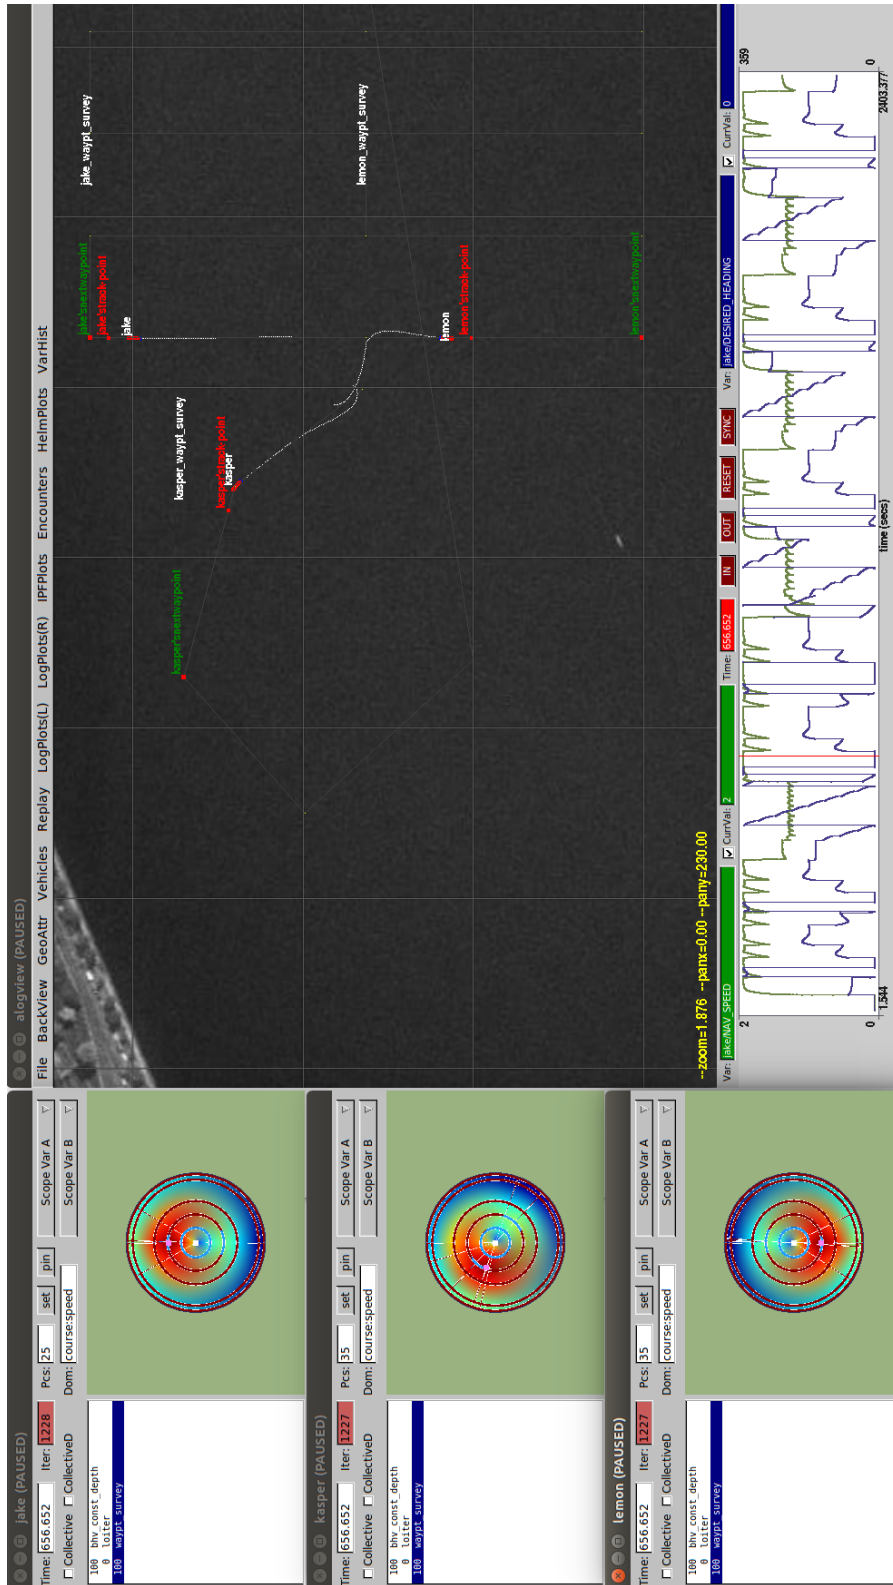 jake (PAUSED)
Time: 656.652 Iter: 1228 Pcs: 25 set pin Scope Var A
Collective CollectiveD Dom: course:speed Scope Var B
100 bhv_const_depth
0 loiter
100 waypt_survey
kasper (PAUSED)
Time: 656.652 Iter: 1227 Pcs: 35 set pin Scope Var A
Collective CollectiveD Dom: course:speed Scope Var B
100 bhv_const_depth
0 loiter
100 waypt_survey
lemon (PAUSED)
Time: 656.652 Iter: 1227 Pcs: 35 set pin Scope Var A
Collective CollectiveD Dom: course:speed Scope Var B
100 bhv_const_depth
0 loiter
100 waypt_survey
alogview (PAUSED)
File BackView GeoAttr Vehicles Replay LogPlots(L) LogPlots(R) IPFPlots Encounters HelmPlots VarHist
jake's nextwaypoint
jake_waypt_survey
jake's track-point
jake
kasper's nextwaypoint
kasper_waypt_survey
kasper's track-point
kasper
lemon_waypt_survey
lemon
lemon's track-point
lemon's nextwaypoint
--zoom=1.876 --panx=0.00 --pany=230.00
Var: jake/NAV_SPEED CurrVal: 2 Time: 656.652 IN OUT RESET SYNC Var: jake/DESIRED_HEADING CurrVal: 0
2 359
0 0
1.544 time (secs) 2403.377